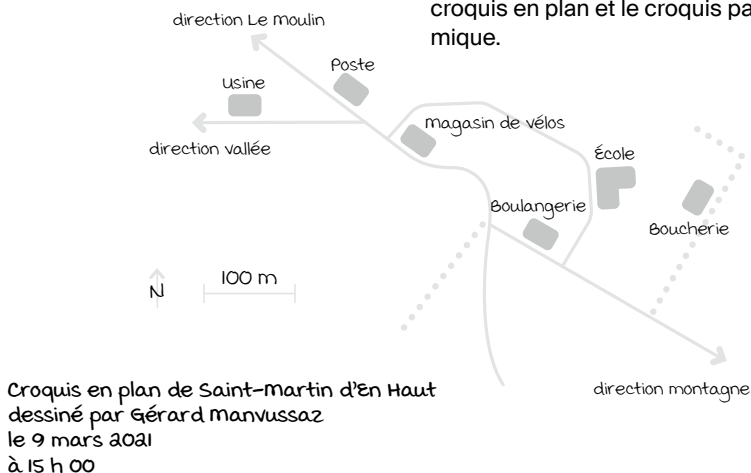 croquis en plan et le croquis pa
mique.
direction Le moulin
Poste
usine
magasin de vélos
direction vallée
École
Boulangerie
Boucherie
100 m
N
direction montagne
Croquis en plan de Saint-Martin d'En Haut
dessiné par Gérard Manvussaz
le 9 mars 2021
à 15 h 00